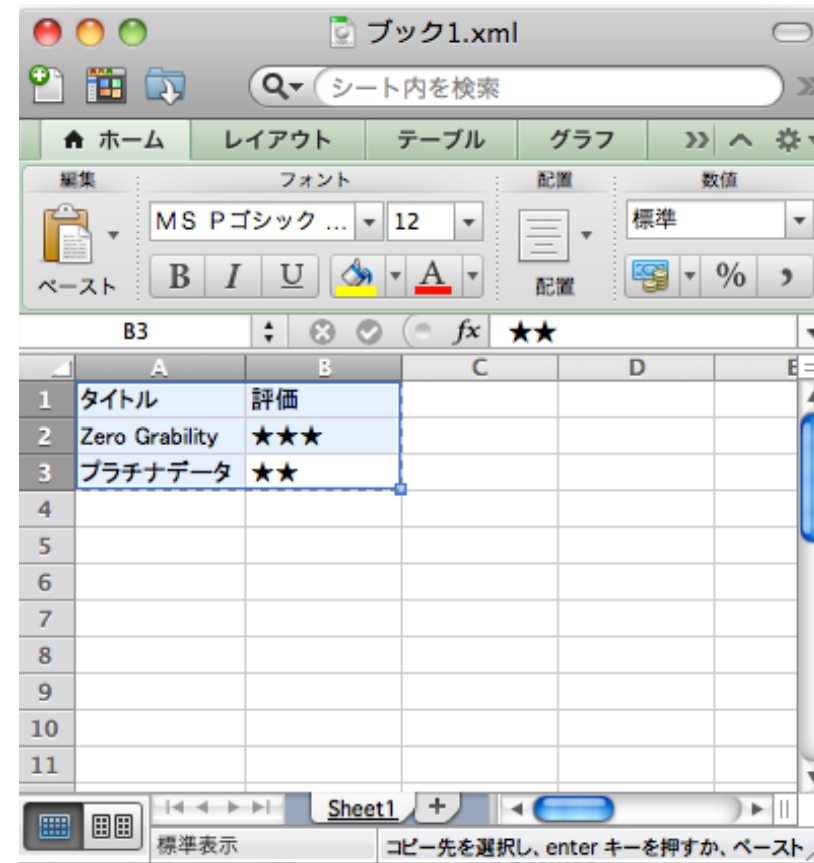 ブック1.xml
シート内を検索
ホーム レイアウト テーブル グラフ
編集 フォント 配置 数値
MS Pゴシック ... 12 標準
ペースト B I U A 配置 %
B3 fx ★★
A B C D E
1 タイトル 評価
2 Zero Grability ★★★
3 プラチナデータ ★★
4
5
6
7
8
9
10
11
Sheet1
標準表示 コピー先を選択し、enter キーを押すか、ペースト